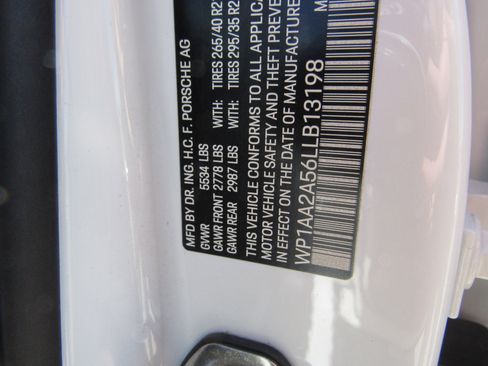 MFD BY DR. ING. H.C. F. PORSCHE AG
GVWR 5534 LBS
GAWR FRONT 2778 LBS WITH: TIRES 265/40 R2
GAWR REAR 2987 LBS WITH: TIRES 295/35 R2
THIS VEHICLE CONFORMS TO ALL APPLICA
MOTOR VEHICLE SAFETY AND THEFT PREVE
IN EFFECT ON THE DATE OF MANUFACTURE
WP1AA2A56LLB13198